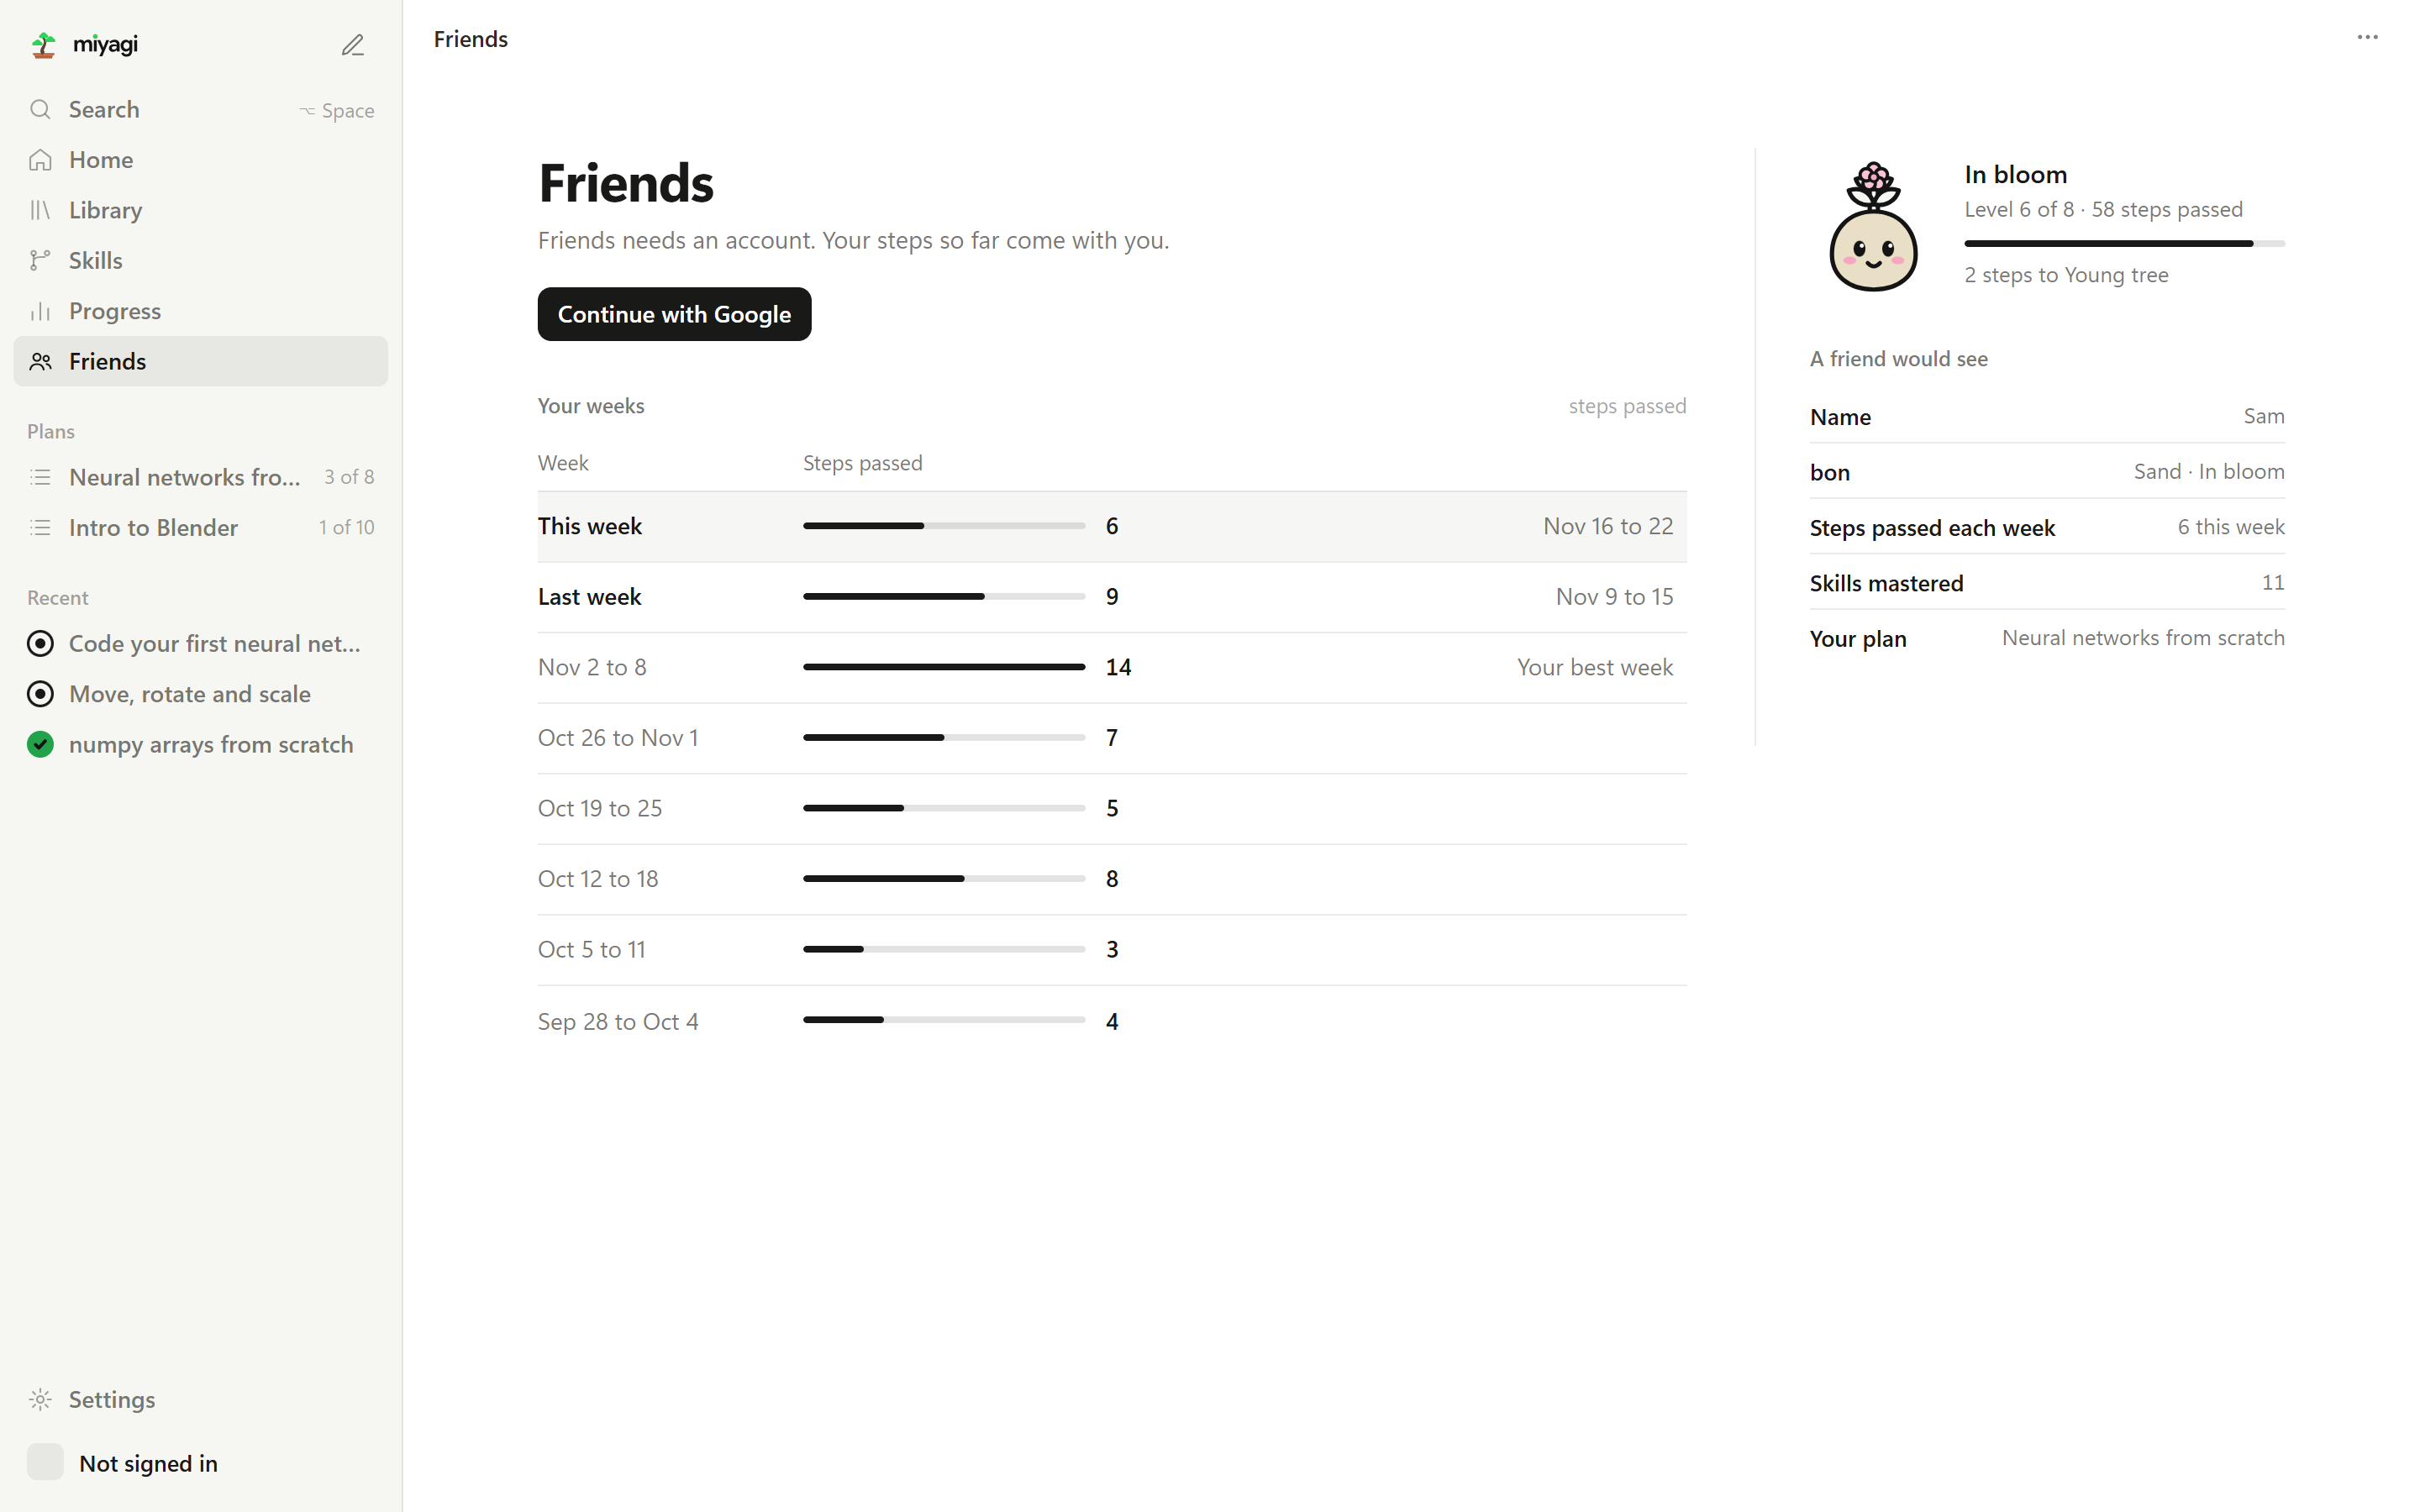 miyagi
Search
⌥ Space
Home
Library
Skills
Progress
Friends
Plans
Neural networks fro... 3 of 8
Intro to Blender 1 of 10
Recent
Code your first neural net...
Move, rotate and scale
numpy arrays from scratch
Settings
Not signed in
Friends
Friends
Friends needs an account. Your steps so far come with you.
Continue with Google
Your weeks steps passed
Week Steps passed
This week 6 Nov 16 to 22
Last week 9 Nov 9 to 15
Nov 2 to 8 14 Your best week
Oct 26 to Nov 1 7
Oct 19 to 25 5
Oct 12 to 18 8
Oct 5 to 11 3
Sep 28 to Oct 4 4
In bloom
Level 6 of 8 · 58 steps passed
2 steps to Young tree
A friend would see
Name Sam
bon Sand · In bloom
Steps passed each week 6 this week
Skills mastered 11
Your plan Neural networks from scratch